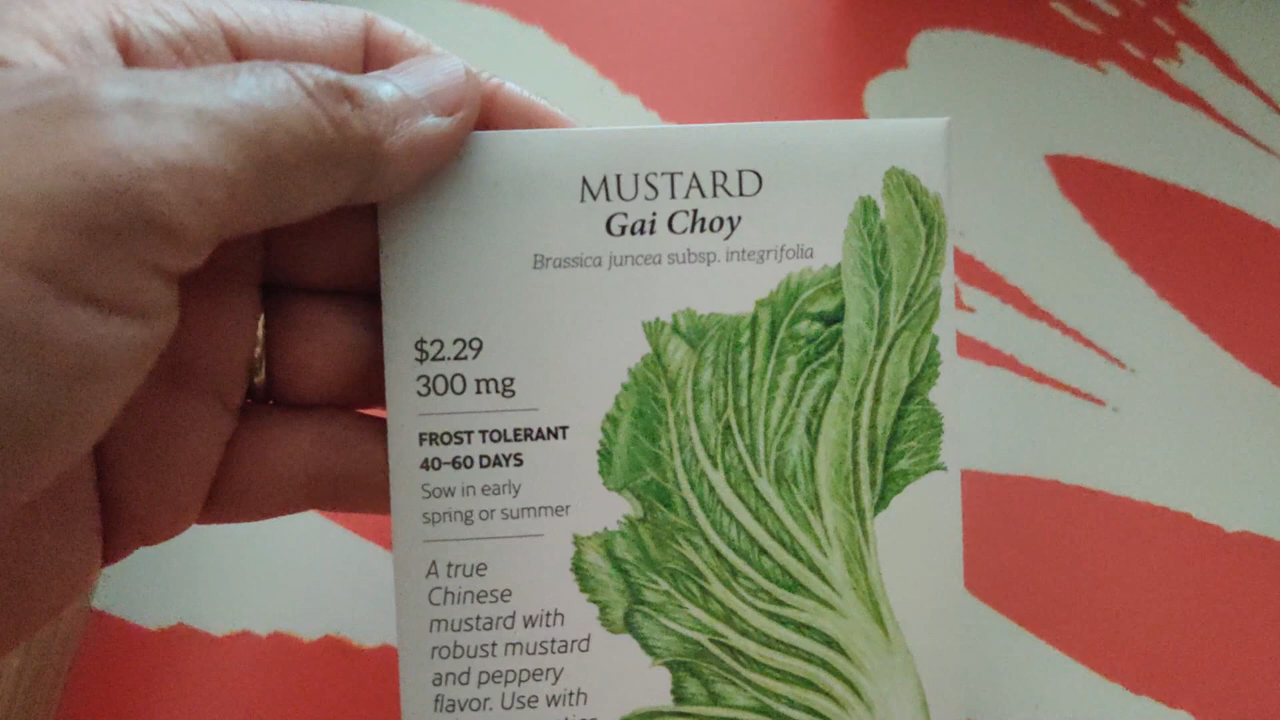 MUSTARD
Gai Choy
Brassica juncea subsp. integrifolia
$2.29
300 mg
FROST TOLERANT
40–60 DAYS
Sow in early
spring or summer
A true
Chinese
mustard with
robust mustard
and peppery
flavor. Use with